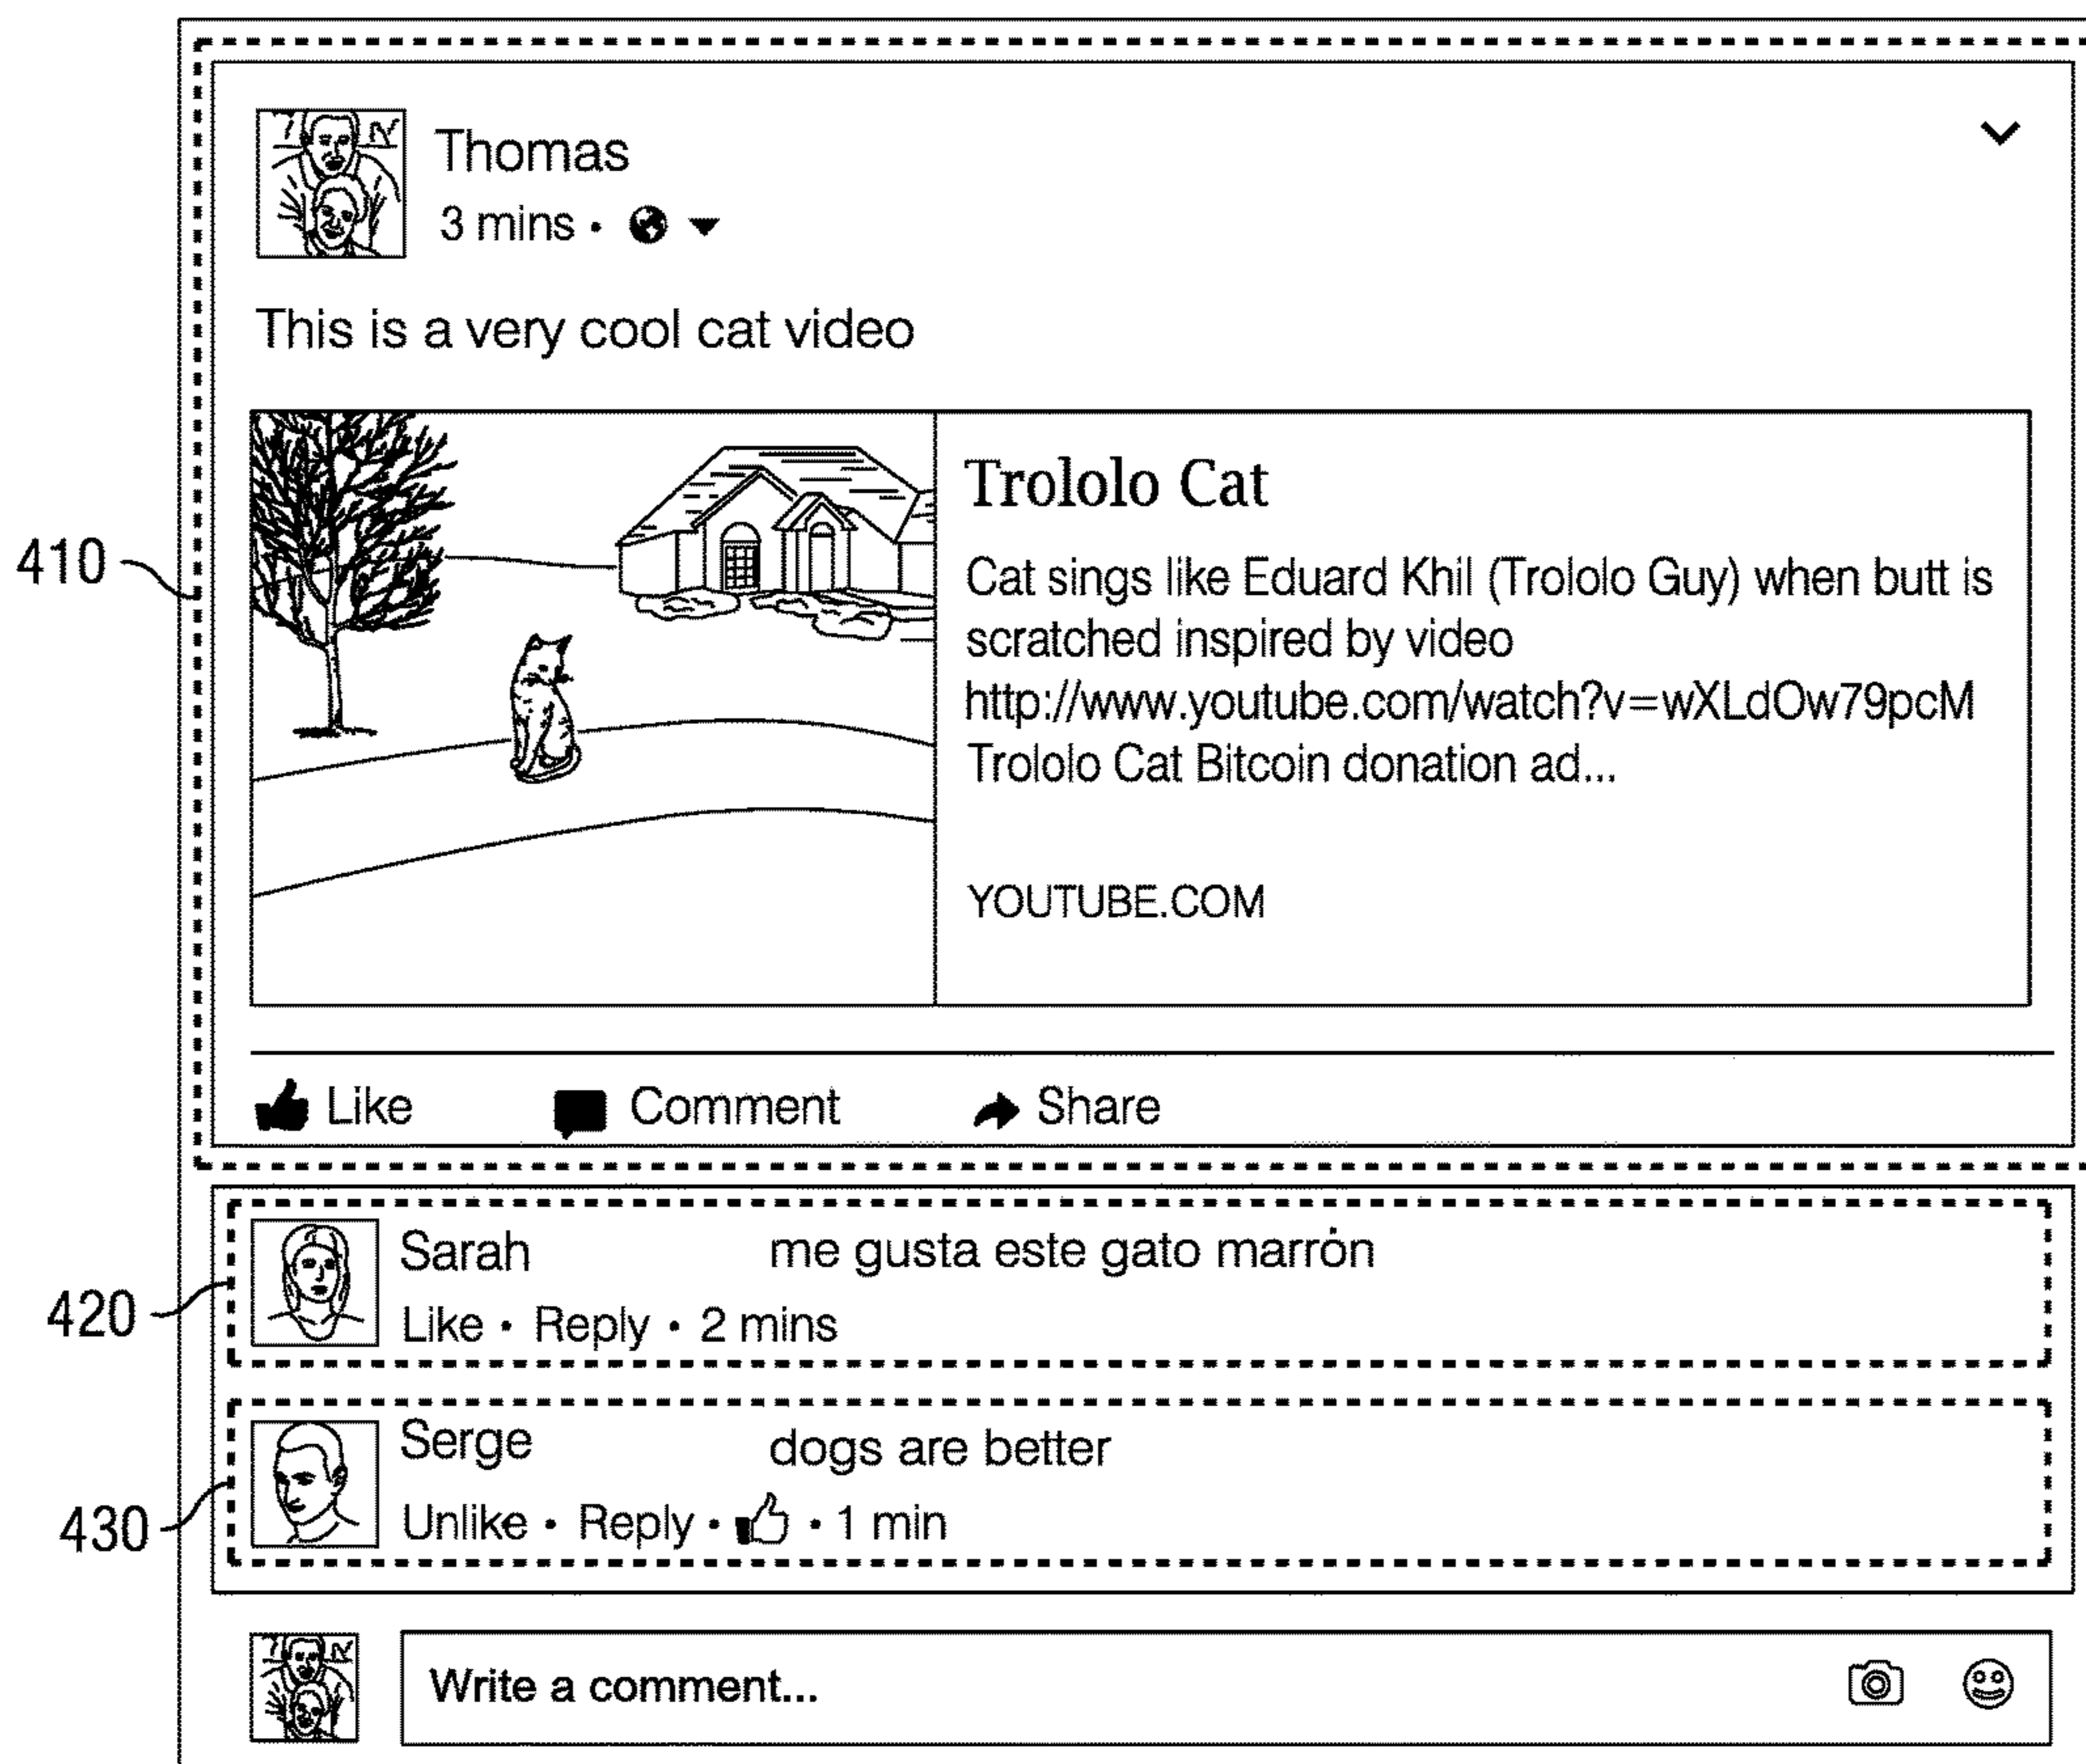 Thomas
3 mins ·
This is a very cool cat video
Trololo Cat
Cat sings like Eduard Khil (Trololo Guy) when butt is
scratched inspired by video
http://www.youtube.com/watch?v=wXLdOw79pcM
Trololo Cat Bitcoin donation ad...
YOUTUBE.COM
410
Like Comment Share
Sarah me gusta este gato marrón
Like · Reply · 2 mins
420
Serge dogs are better
Unlike · Reply · · 1 min
430
Write a comment...